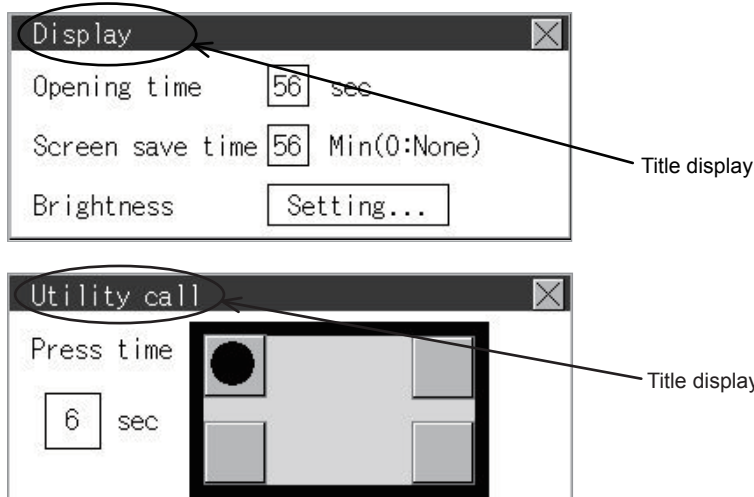 Display
Opening time 56 sec
Screen save time 56 Min(0:None)
Title display
Brightness Setting...
Utility call
Press time
Title display
6 sec